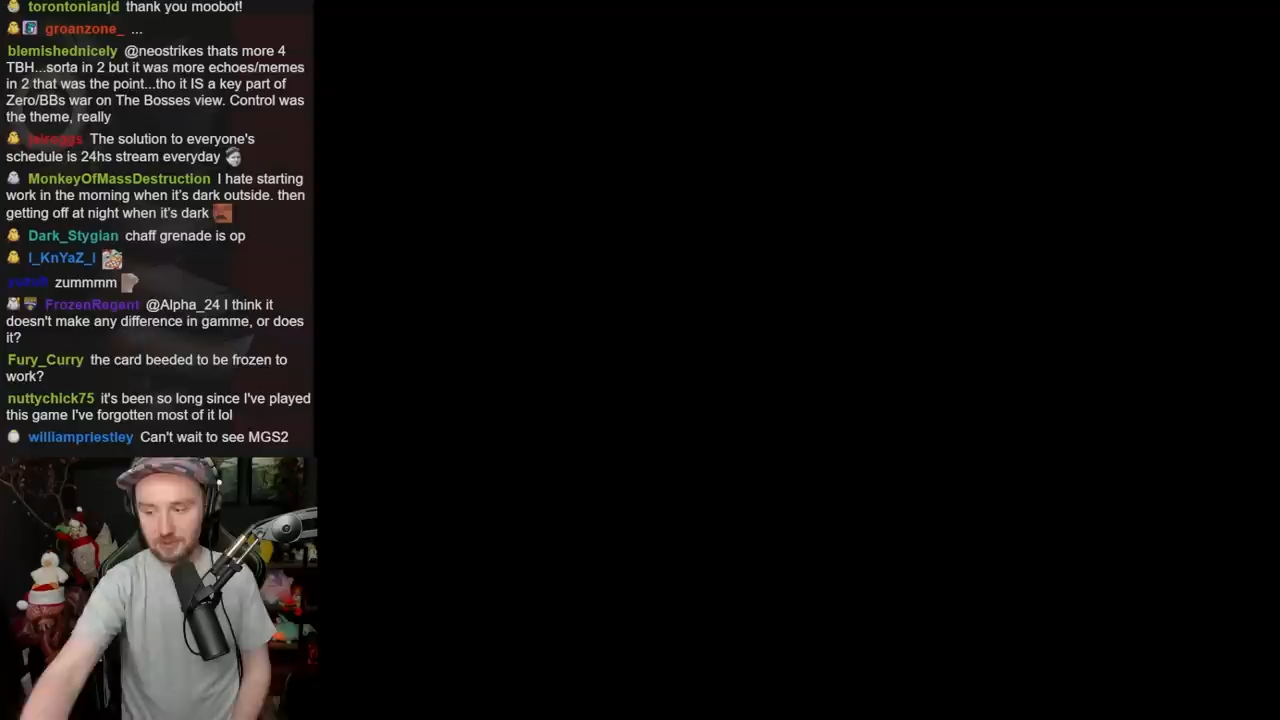 torontonianjd thank you moobot!
groanzone_ ...
blemishednicely @neostrikes thats more 4
TBH...sorta in 2 but it was more echoes/memes
in 2 that was the point...tho it IS a key part of
Zero/BBs war on The Bosses view. Control was
the theme, really
The solution to everyone's
schedule is 24hs stream everyday
MonkeyOfMassDestruction I hate starting
work in the morning when it's dark outside. then
getting off at night when it's dark
Dark_Stygian chaff grenade is op
I_KnYaZ_I
zummmm
FrozenRegent @Alpha_24 I think it
doesn't make any difference in gamme, or does
it?
Fury_Curry the card beeded to be frozen to
work?
nuttychick75 it's been so long since I've played
this game I've forgotten most of it lol
williampriestley Can't wait to see MGS2